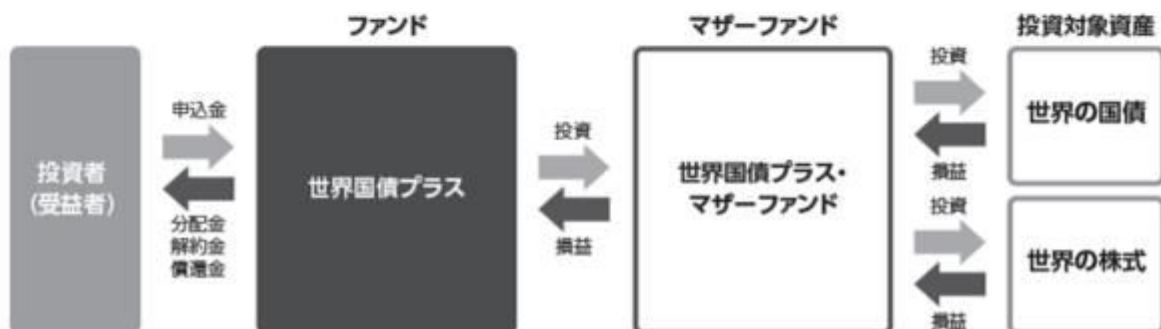 ファンド
マザーファンド
投資対象資産
投資者
(受益者)
申込金
分配金
解約金
償還金
世界国債プラス
投資
損益
世界国債プラス・
マザーファンド
投資
損益
世界の国債
投資
損益
世界の株式